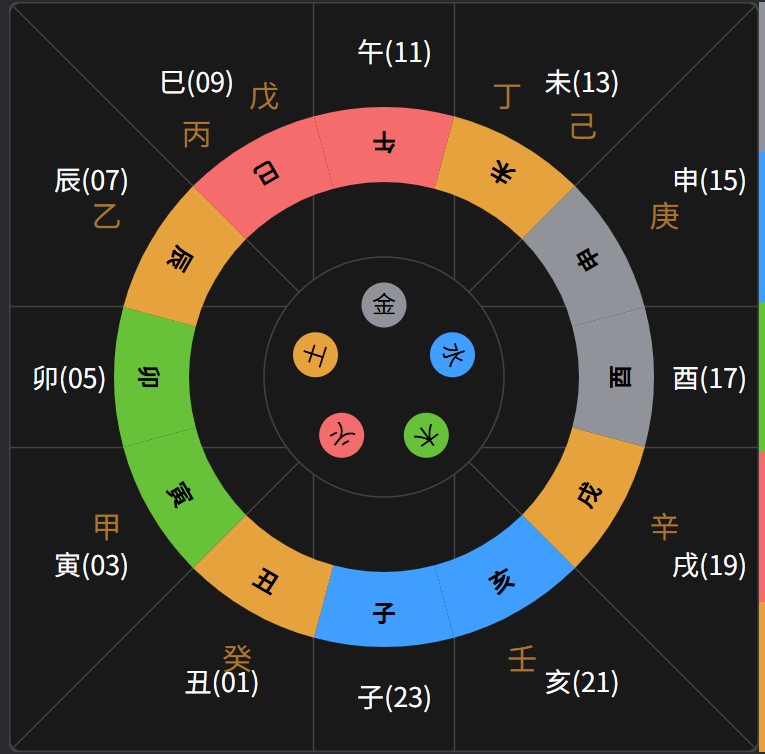 午(11)
巳(09)
戊
丁
未(13)
丙
己
辰(07)
申(15)
乙
庚
巳
午
未
辰
申
卯
酉
寅
戌
丑
子
亥
金
土
水
火
木
卯(05)
酉(17)
甲
辛
寅(03)
戌(19)
癸
壬
丑(01)
子(23)
亥(21)